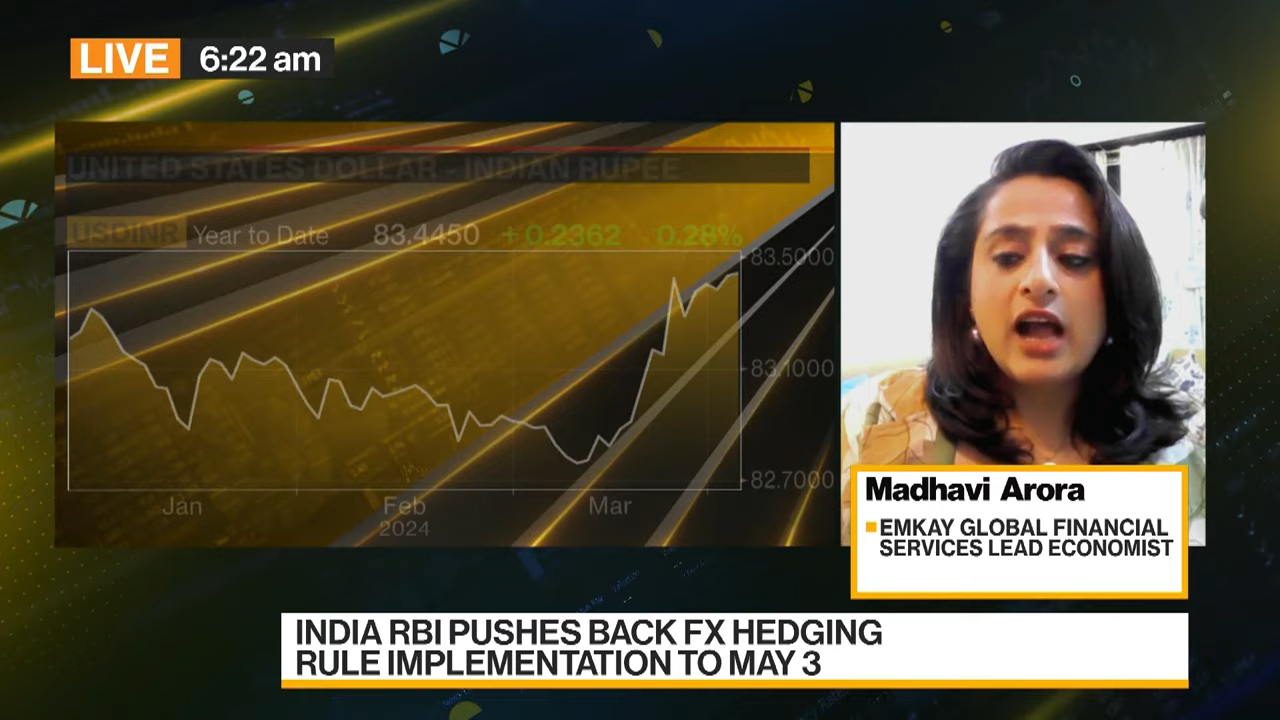 LIVE 6:22 am
UNITED STATES DOLLAR - INDIAN RUPEE
USDINR Year to Date 83.4450 +0.2362 0.28%
83.5000
83.1000
82.7000
Jan Feb Mar
2024
Madhavi Arora
EMKAY GLOBAL FINANCIAL
SERVICES LEAD ECONOMIST
INDIA RBI PUSHES BACK FX HEDGING
RULE IMPLEMENTATION TO MAY 3